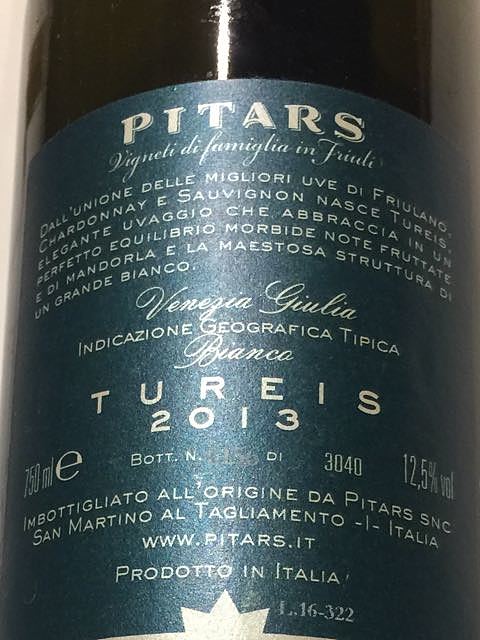 PITARS
Vigneti di famiglia in Friuli
DALL'UNIONE DELLE MIGLIORI UVE DI FRIULANO,
CHARDONNAY E SAUVIGNON NASCE TUREIS,
ELEGANTE UVAGGIO CHE ABBRACCIA IN UN
PERFETTO EQUILIBRIO MORBIDE NOTE FRUTTATE
E DI MANDORLA E LA MAESTOSA STRUTTURA DI
UN GRANDE BIANCO.
Venezia Giulia
INDICAZIONE GEOGRAFICA TIPICA
Bianco
TUREIS
2013
750 ml e BOTT. N. DI 3040 12,5% vol
IMBOTTIGLIATO ALL'ORIGINE DA PITARS SNC
SAN MARTINO AL TAGLIAMENTO -I- ITALIA
WWW.PITARS.IT
PRODOTTO IN ITALIA
L.16-322